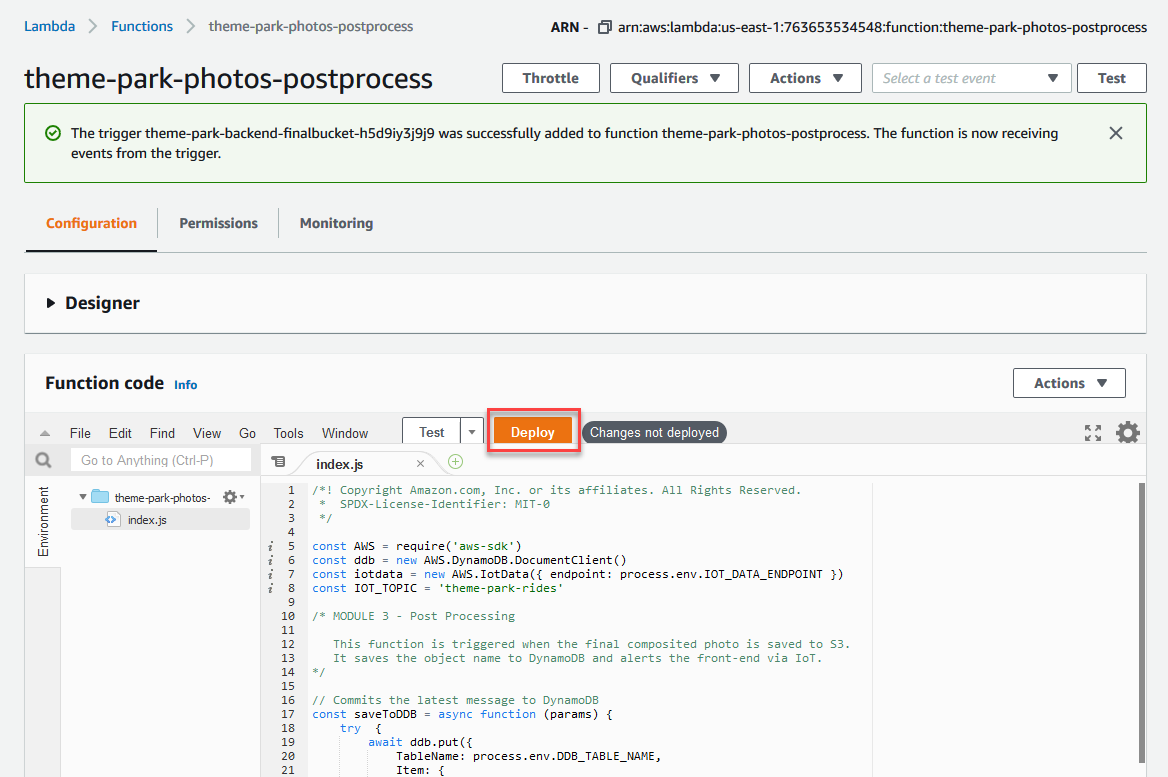 Lambda Functions theme-park-photos-postprocess ARN - arn:aws:lambda:us-east-1:763653534548:function:theme-park-photos-postprocess
theme-park-photos-postprocess Throttle Qualifiers Actions Select a test event Test
The trigger theme-park-backend-finalbucket-h5d9iy3j9j9 was successfully added to function theme-park-photos-postprocess. The function is now receiving
events from the trigger.
Configuration Permissions Monitoring
Designer
Function code Info Actions
File Edit Find View Go Tools Window Test Deploy Changes not deployed
Go to Anything (Ctrl-P) index.js
Environment
theme-park-photos-
index.js
1 /*! Copyright Amazon.com, Inc. or its affiliates. All Rights Reserved.
2 * SPDX-License-Identifier: MIT-0
3 */
4
5 const AWS = require('aws-sdk')
6 const ddb = new AWS.DynamoDB.DocumentClient()
7 const iotdata = new AWS.IotData({ endpoint: process.env.IOT_DATA_ENDPOINT })
8 const IOT_TOPIC = 'theme-park-rides'
9
10 /* MODULE 3 - Post Processing
11
12 This function is triggered when the final composited photo is saved to S3.
13 It saves the object name to DynamoDB and alerts the front-end via IoT.
14 */
15
16 // Commits the latest message to DynamoDB
17 const saveToDDB = async function (params) {
18 try {
19 await ddb.put({
20 TableName: process.env.DDB_TABLE_NAME,
21 Item: {